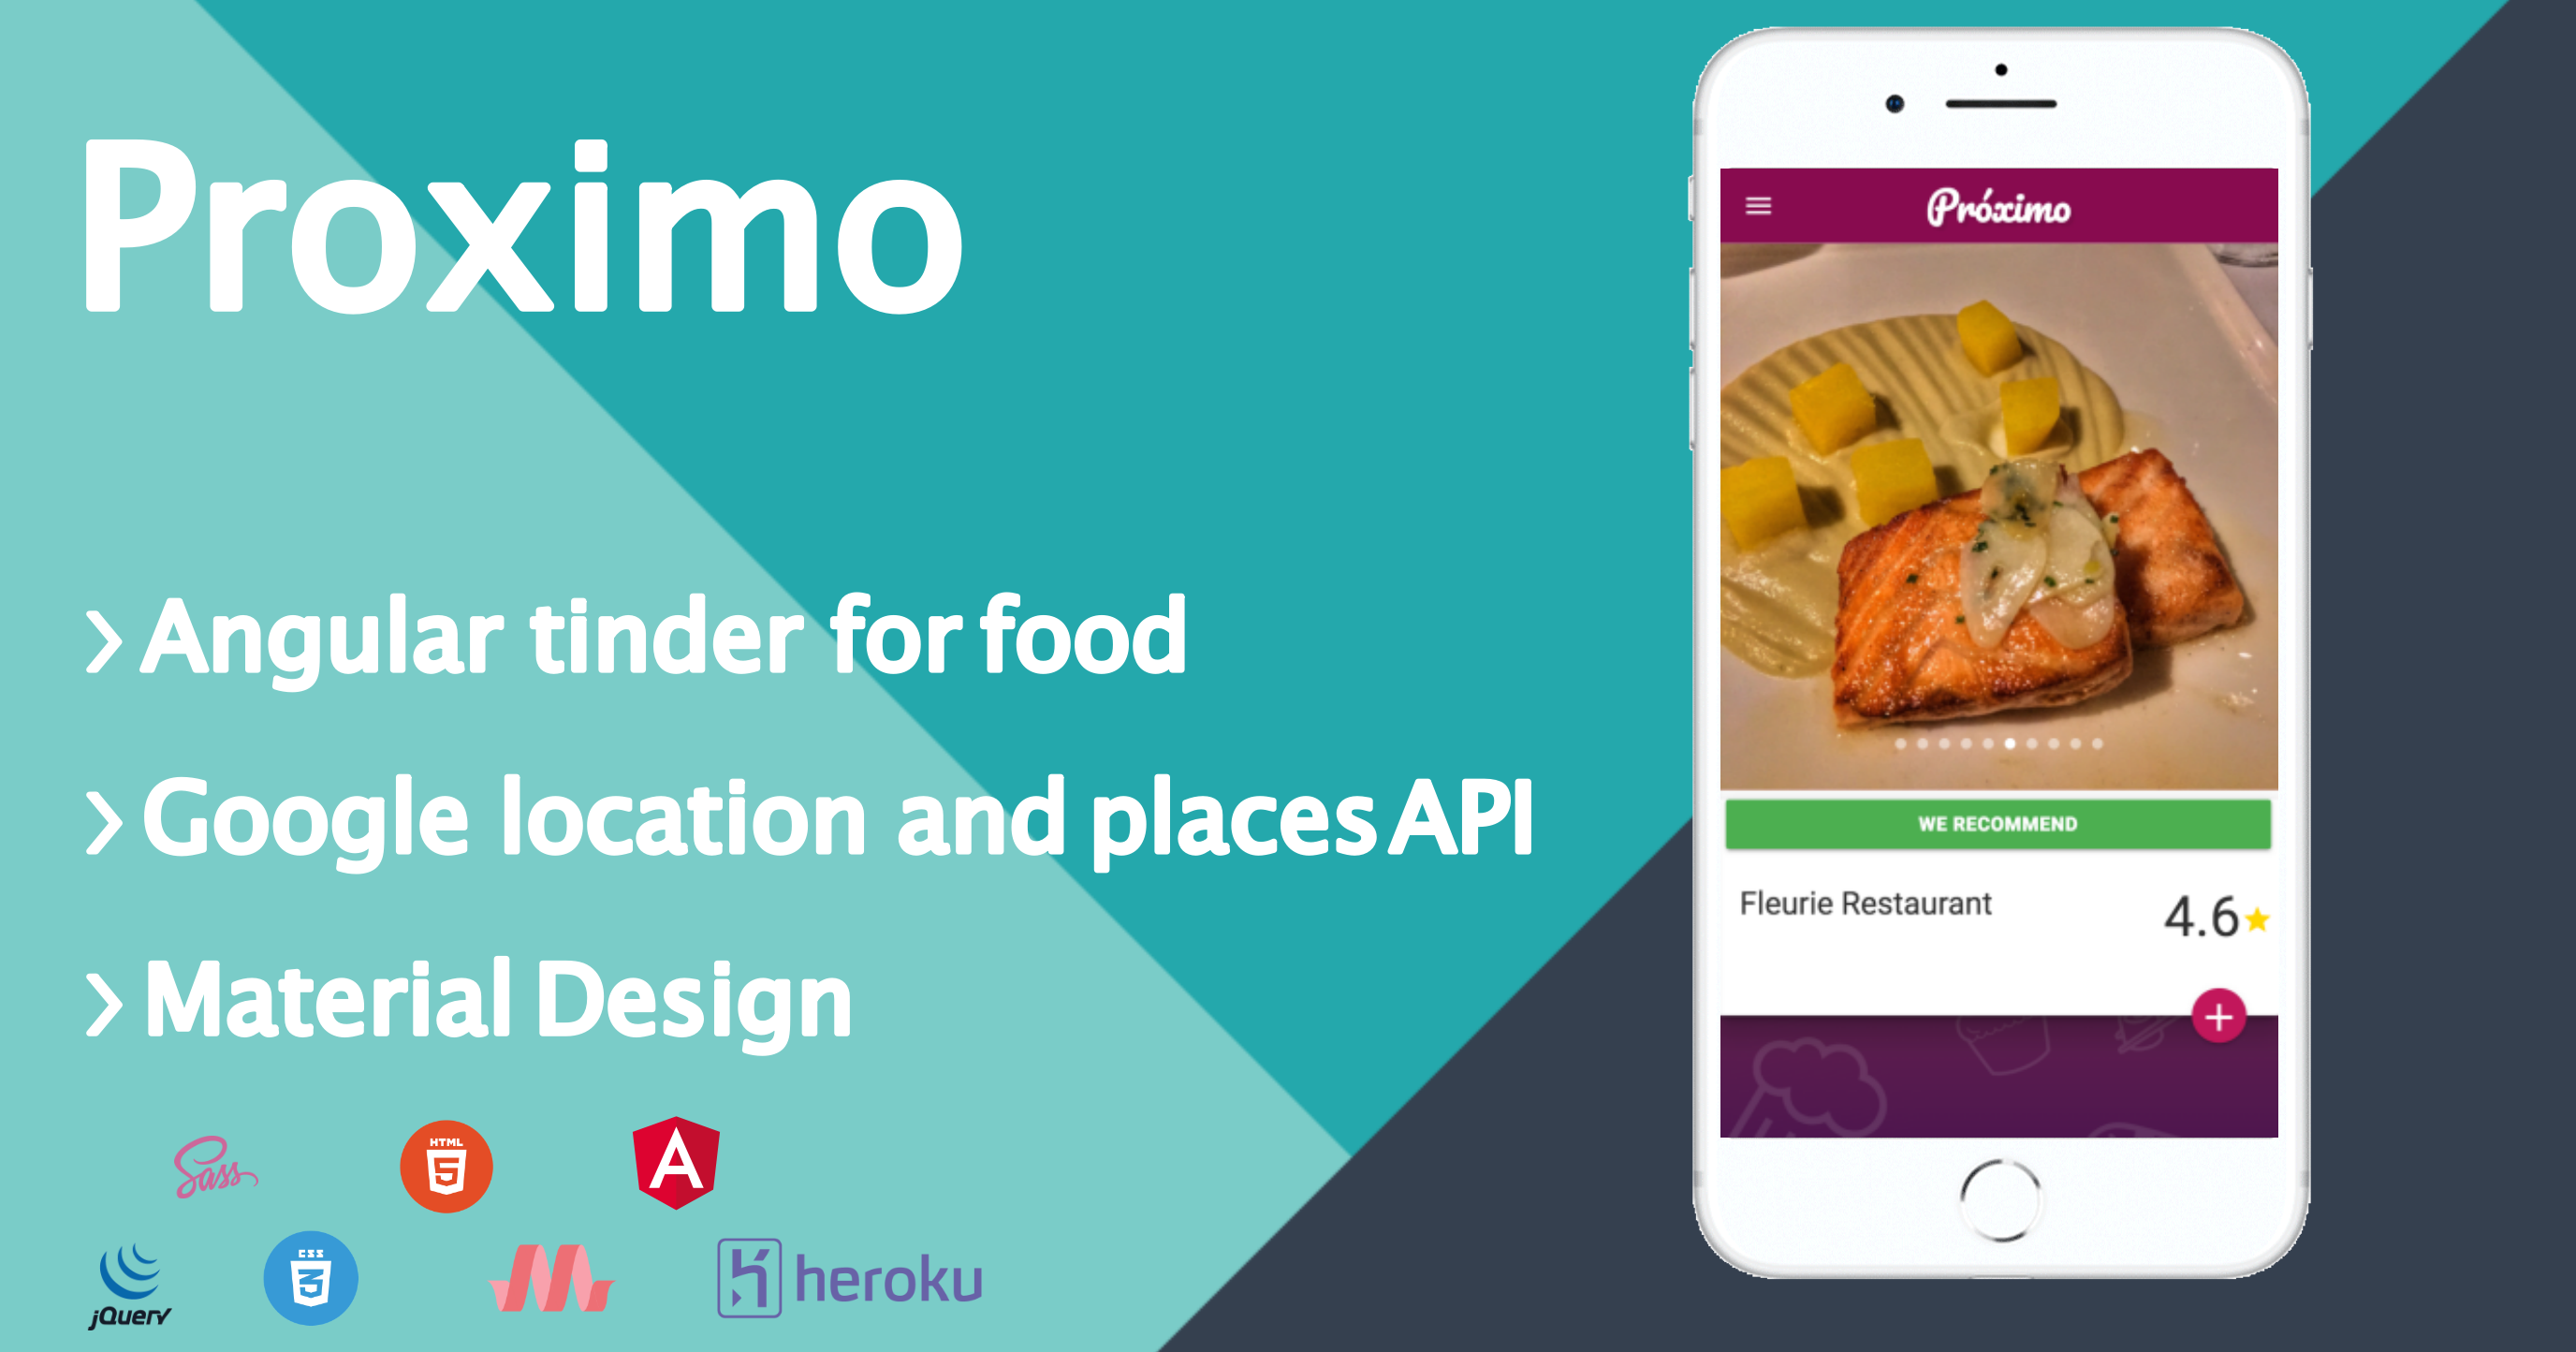 Proximo
› Angular tinder for food
› Google location and places API
› Material Design
Sass
HTML
5
A
jQuery
CSS
3
heroku
Próximo
WE RECOMMEND
Fleurie Restaurant
4.6★
+